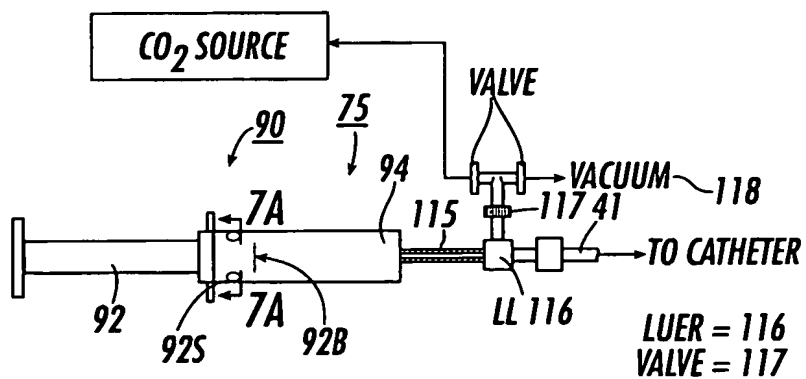 CO2 SOURCE
VALVE
90
75
94
VACUUM 118
7A
115
117
41
TO CATHETER
92
92S
7A
92B
LL 116
LUER = 116
VALVE = 117